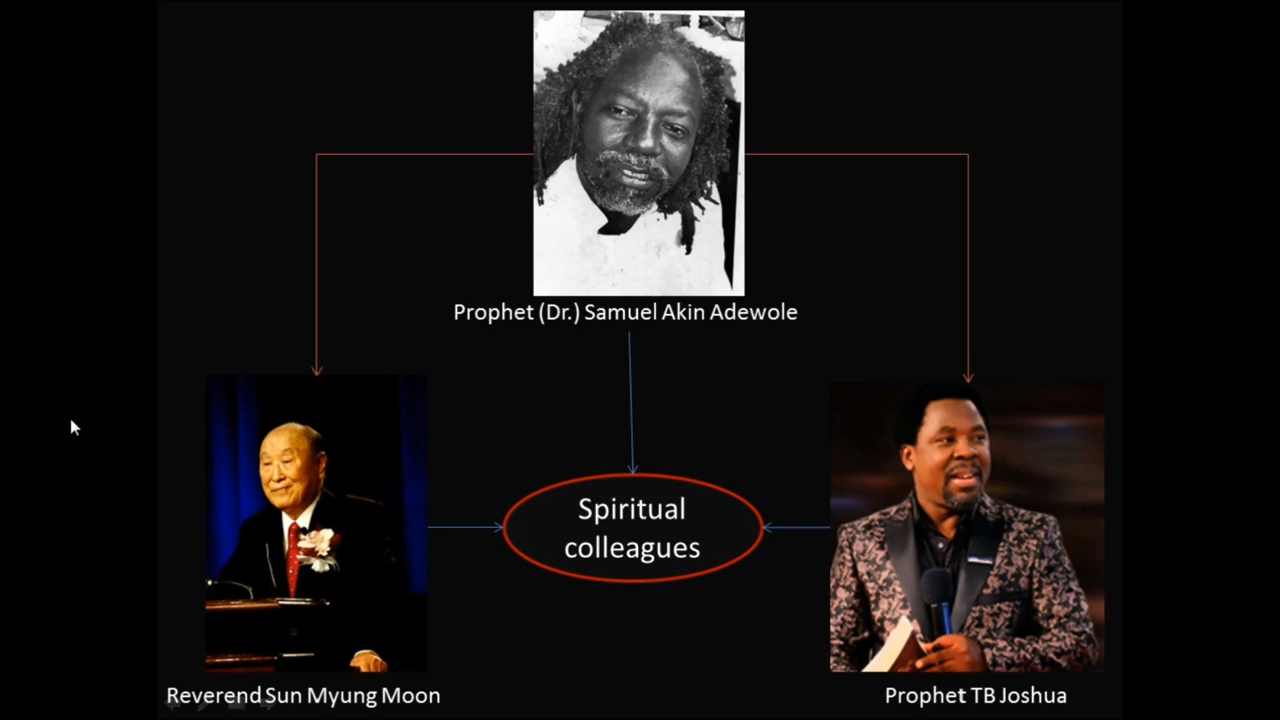 Prophet (Dr.) Samuel Akin Adewole
Spiritual
colleagues
Reverend Sun Myung Moon
Prophet TB Joshua